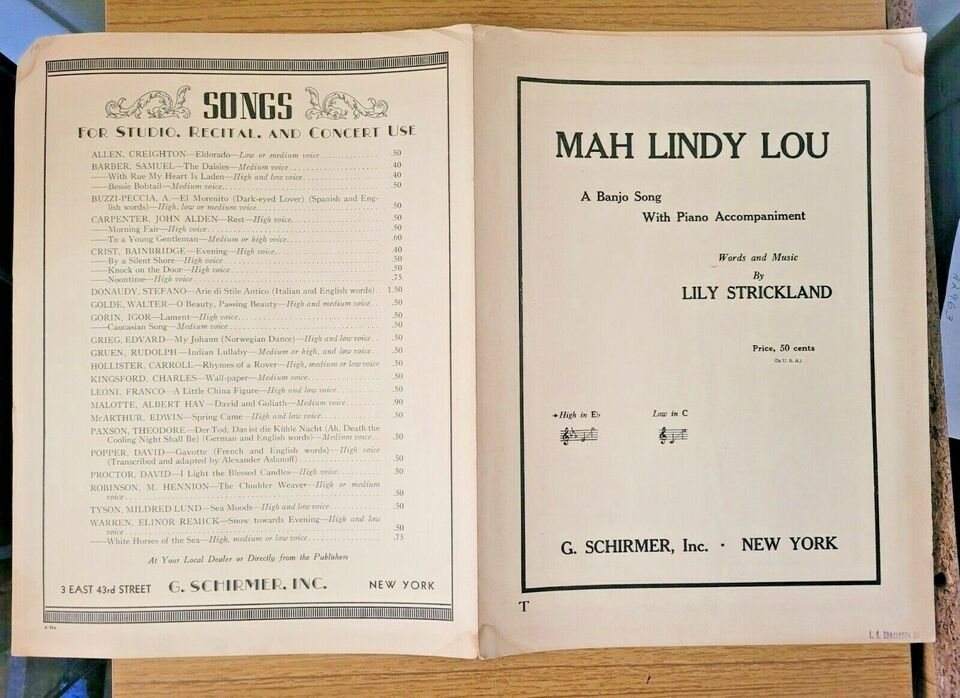 SONGS
FOR STUDIO, RECITAL, AND CONCERT USE
ALLEN, CREIGHTON—Eldorado—Low or medium voice.............. .50
BARBER, SAMUEL—The Daisies—Medium voice.............. .40
——With Rue My Heart Is Laden—High and low voice.............. .40
——Bessie Bobtail—Medium voice.............. .50
BUZZI-PECCIA, A.—El Morenito (Dark-eyed Lover) (Spanish and Eng-
lish words)—High, low or medium voice.............. .50
CARPENTER, JOHN ALDEN—Rest—High voice.............. .50
——Morning Fair—High voice.............. .50
——To a Young Gentleman—Medium or high voice.............. .60
CRIST, BAINBRIDGE—Evening—High voice.............. .40
——By a Silent Shore—High voice.............. .50
——Knock on the Door—High voice.............. .50
——Noontime—High voice.............. .75
DONAUDY, STEFANO—Arie di Stile Antico (Italian and English words). 1.50
GOLDE, WALTER—O Beauty, Passing Beauty—High and medium voice.. .50
GORIN, IGOR—Lament—High voice.............. .50
——Caucasian Song—Medium voice.............. .50
GRIEG, EDVARD—My Johann (Norwegian Dance)—High and low voice.. .50
GRUEN, RUDOLPH—Indian Lullaby—Medium or high, and low voice.. .50
HOLLISTER, CARROLL—Rhymes of a Rover—High, medium or low voice .50
KINGSFORD, CHARLES—Wall-paper—Medium voice.............. .50
LEONI, FRANCO—A Little China Figure—High and low voice.............. .50
MALOTTE, ALBERT HAY—David and Goliath—Medium voice.............. .90
McARTHUR, EDWIN—Spring Came—High and low voice.............. .50
PAXSON, THEODORE—Der Tod, Das ist die Kühle Nacht (Ah, Death the
Cooling Night Shall Be) (German and English words)—Medium voice.. .50
POPPER, DAVID—Gavotte (French and English words)—High voice
(Transcribed and adapted by Alexander Aslanoff).............. .50
PROCTOR, DAVID—I Light the Blessed Candles—High voice.............. .50
ROBINSON, M. HENNION—The Chudder Weaver—High or medium
voice.............. .50
TYSON, MILDRED LUND—Sea Moods—High and low voice.............. .50
WARREN, ELINOR REMICK—Snow towards Evening—High and low
voice.............. .50
——White Horses of the Sea—High, medium or low voice.............. .75
At Your Local Dealer or Directly from the Publishers
3 EAST 43rd STREET G. SCHIRMER, INC. NEW YORK
MAH LINDY LOU
A Banjo Song
With Piano Accompaniment
Words and Music
By
LILY STRICKLAND
Price, 50 cents
(In U. S. A.)
High in E♭ Low in C
G. SCHIRMER, Inc. · NEW YORK
T